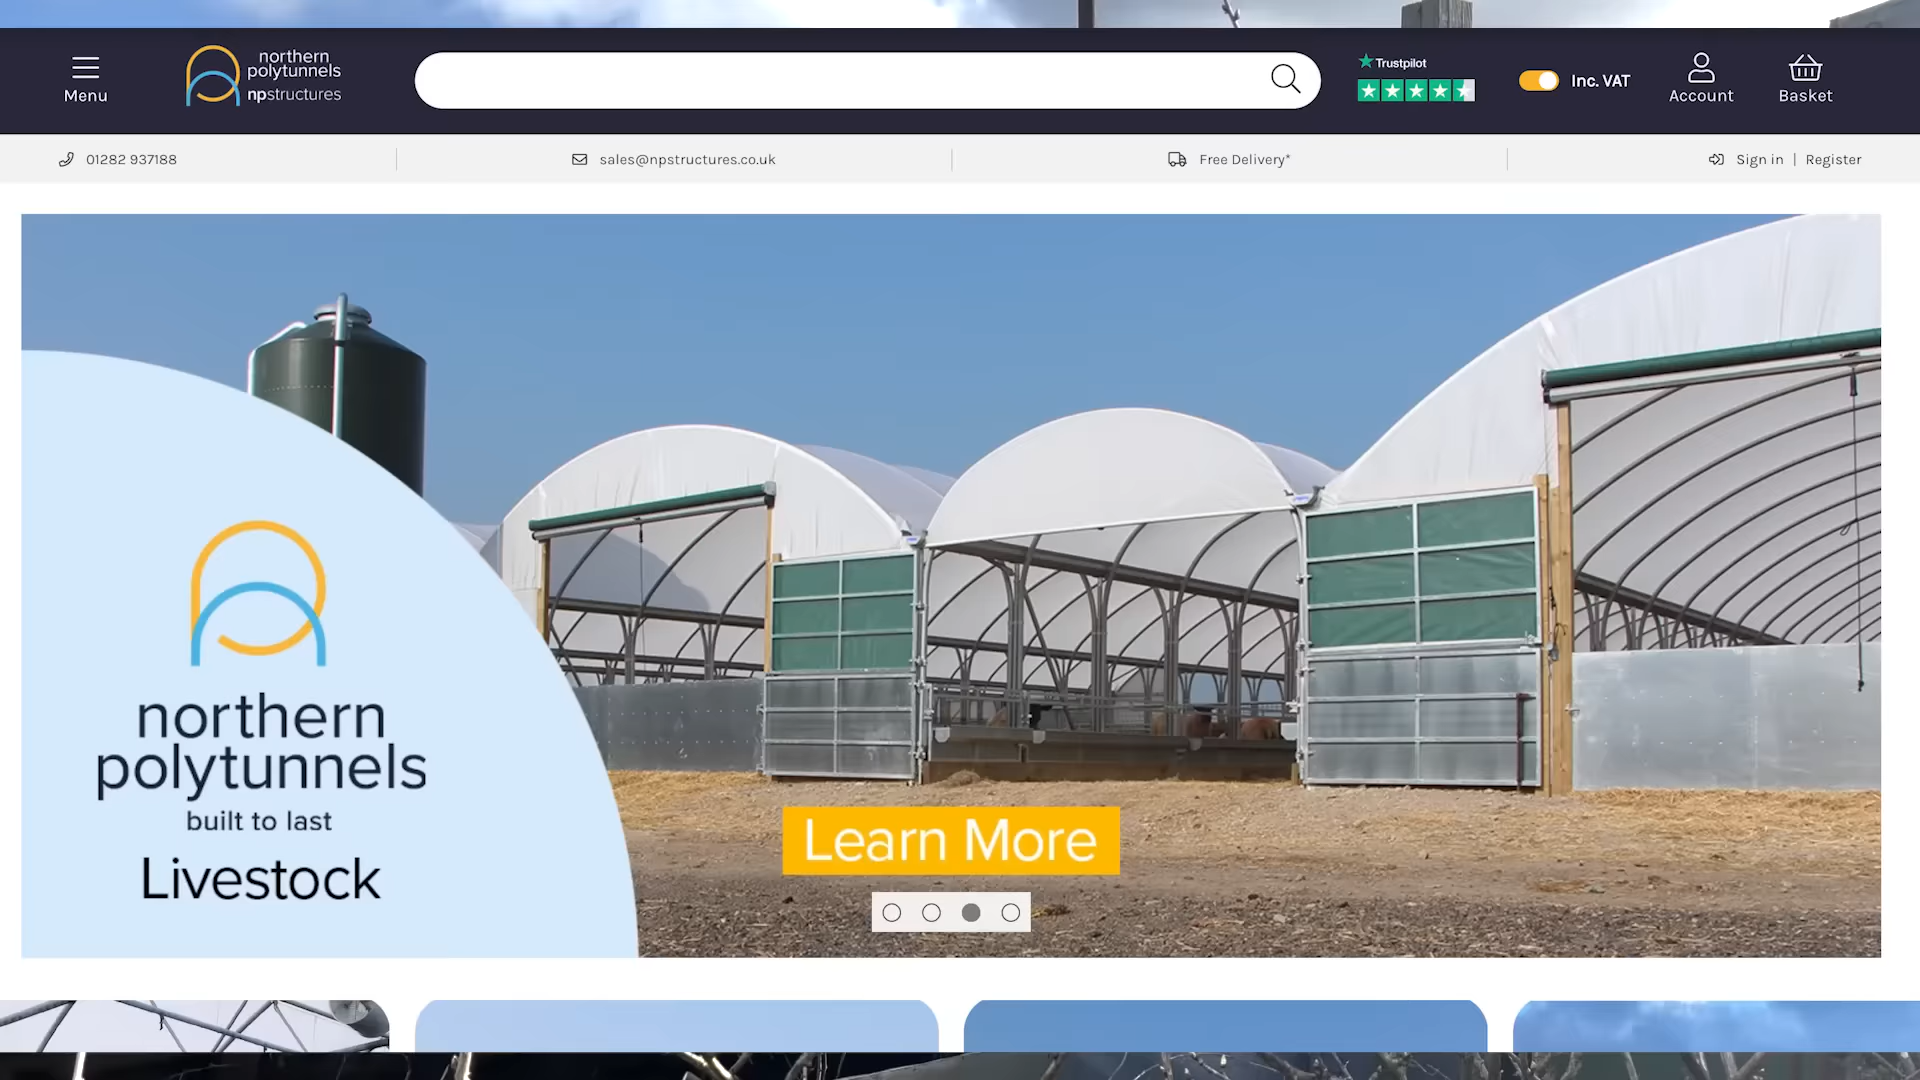 Menu
northern
polytunnels
npstructures
Trustpilot
Inc. VAT
Account
Basket
01282 937188
sales@npstructures.co.uk
Free Delivery*
Sign in | Register
northern
polytunnels
built to last
Livestock
Learn More